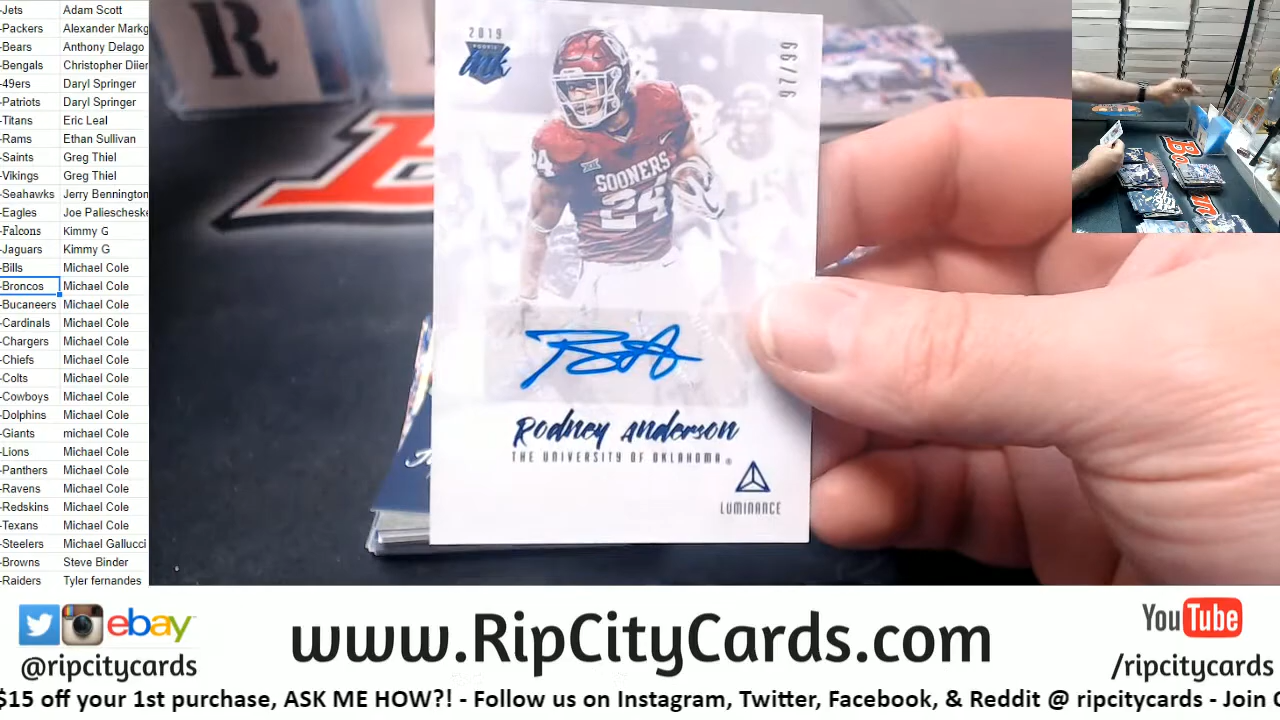 -Jets Adam Scott
-Packers Alexander Markg
-Bears Anthony Delago
-Bengals Christopher Diier
-49ers Daryl Springer
-Patriots Daryl Springer
-Titans Eric Leal
-Rams Ethan Sullivan
-Saints Greg Thiel
-Vikings Greg Thiel
-Seahawks Jerry Bennington
-Eagles Joe Paliescheske
-Falcons Kimmy G
-Jaguars Kimmy G
-Bills Michael Cole
-Broncos Michael Cole
-Bucaneers Michael Cole
-Cardinals Michael Cole
-Chargers Michael Cole
-Chiefs Michael Cole
-Colts Michael Cole
-Cowboys Michael Cole
-Dolphins Michael Cole
-Giants michael Cole
-Lions Michael Cole
-Panthers Michael Cole
-Ravens Michael Cole
-Redskins Michael Cole
-Texans Michael Cole
-Steelers Michael Gallucci
-Browns Steve Binder
-Raiders Tyler fernandes
R
2019
ROOKIE
Ink
97/99
24
SOONERS
24
Rodney Anderson
THE UNIVERSITY OF OKLAHOMA®
LUMINANCE
ebay
@ripcitycards
www.RipCityCards.com
YouTube
/ripcitycards
$15 off your 1st purchase, ASK ME HOW?! - Follow us on Instagram, Twitter, Facebook, & Reddit @ ripcitycards - Join